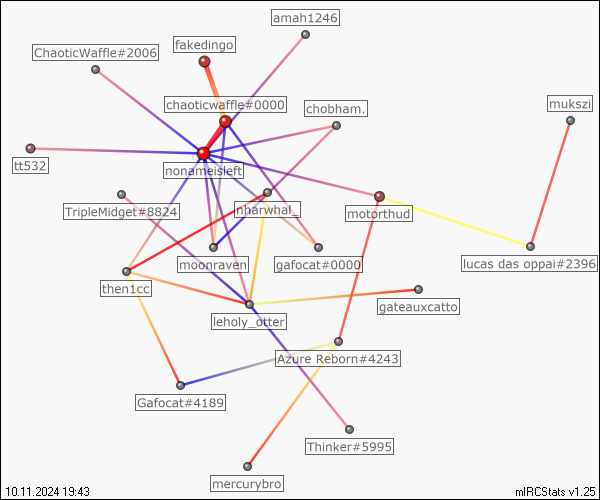 amah1246
fakedingo
ChaoticWaffle#2006
chaoticwaffle#0000
chobham.
mukszi
tt532
nonameisleft
TripleMidget#8824
nharwhal_
motorthud
moonraven
gafocat#0000
lucas das oppai#2396
then1cc
gateauxcatto
leholy_otter
Azure Reborn#4243
Gafocat#4189
Thinker#5995
mercurybro
10.11.2024 19:43
mIRCStats v1.25